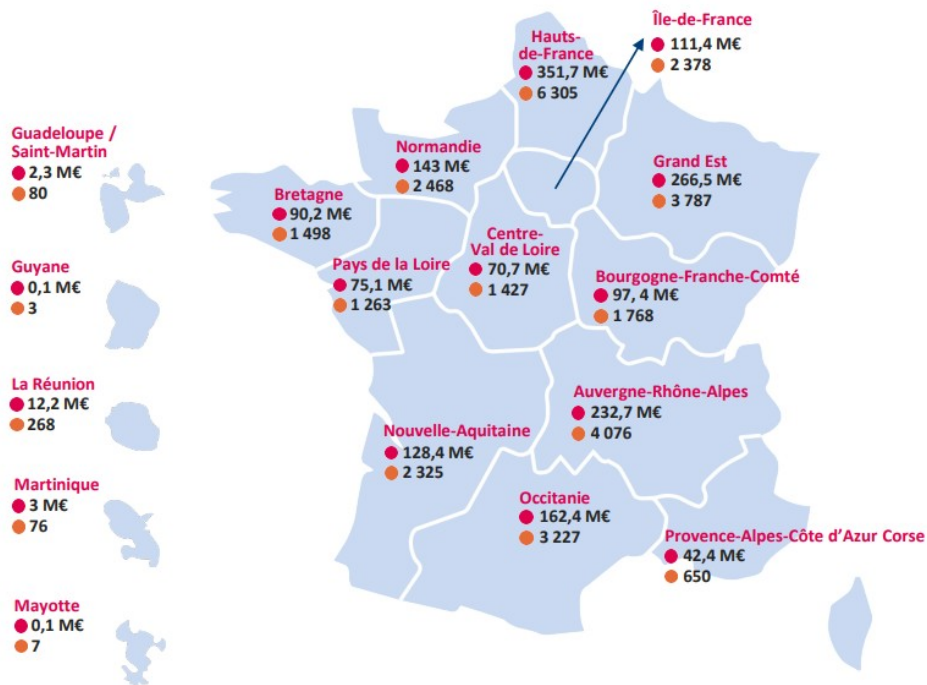 Île-de-France
111,4 M€
2 378
Hauts-
de-France
351,7 M€
6 305
Guadeloupe /
Saint-Martin
2,3 M€
80
Normandie
143 M€
2 468
Grand Est
266,5 M€
3 787
Bretagne
90,2 M€
1 498
Centre-
Val de Loire
70,7 M€
1 427
Pays de la Loire
75,1 M€
1 263
Guyane
0,1 M€
3
Bourgogne-Franche-Comté
97, 4 M€
1 768
La Réunion
12,2 M€
268
Auvergne-Rhône-Alpes
232,7 M€
4 076
Nouvelle-Aquitaine
128,4 M€
2 325
Martinique
3 M€
76
Occitanie
162,4 M€
3 227
Provence-Alpes-Côte d’Azur Corse
42,4 M€
650
Mayotte
0,1 M€
7